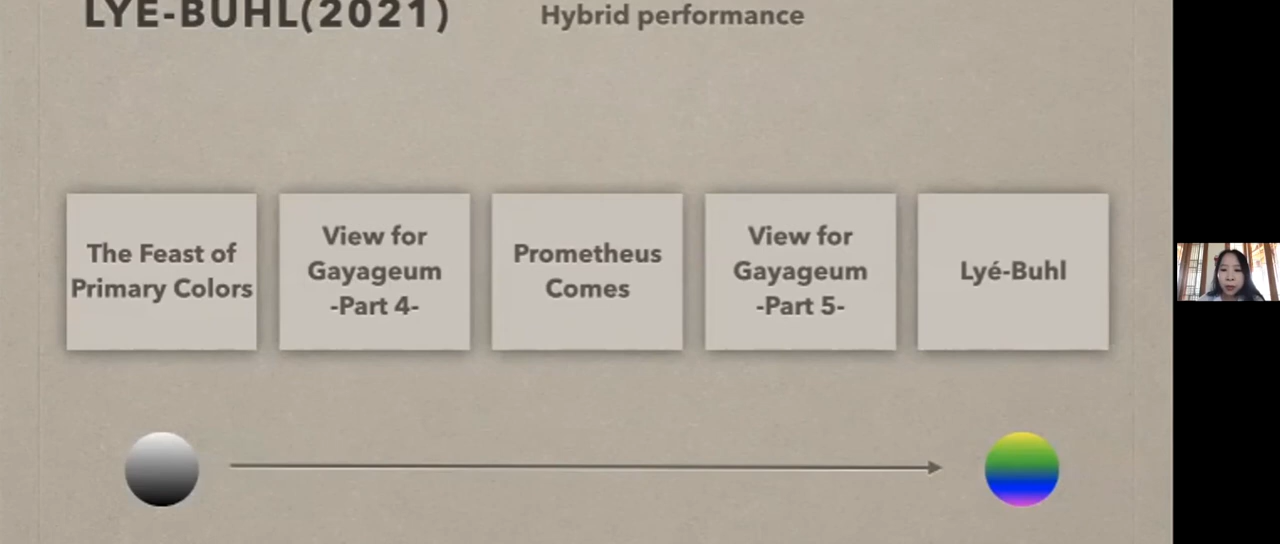 LYE-BUHL(2021)
Hybrid performance
The Feast of
Primary Colors
View for
Gayageum
-Part 4-
Prometheus
Comes
View for
Gayageum
-Part 5-
Lyé-Buhl